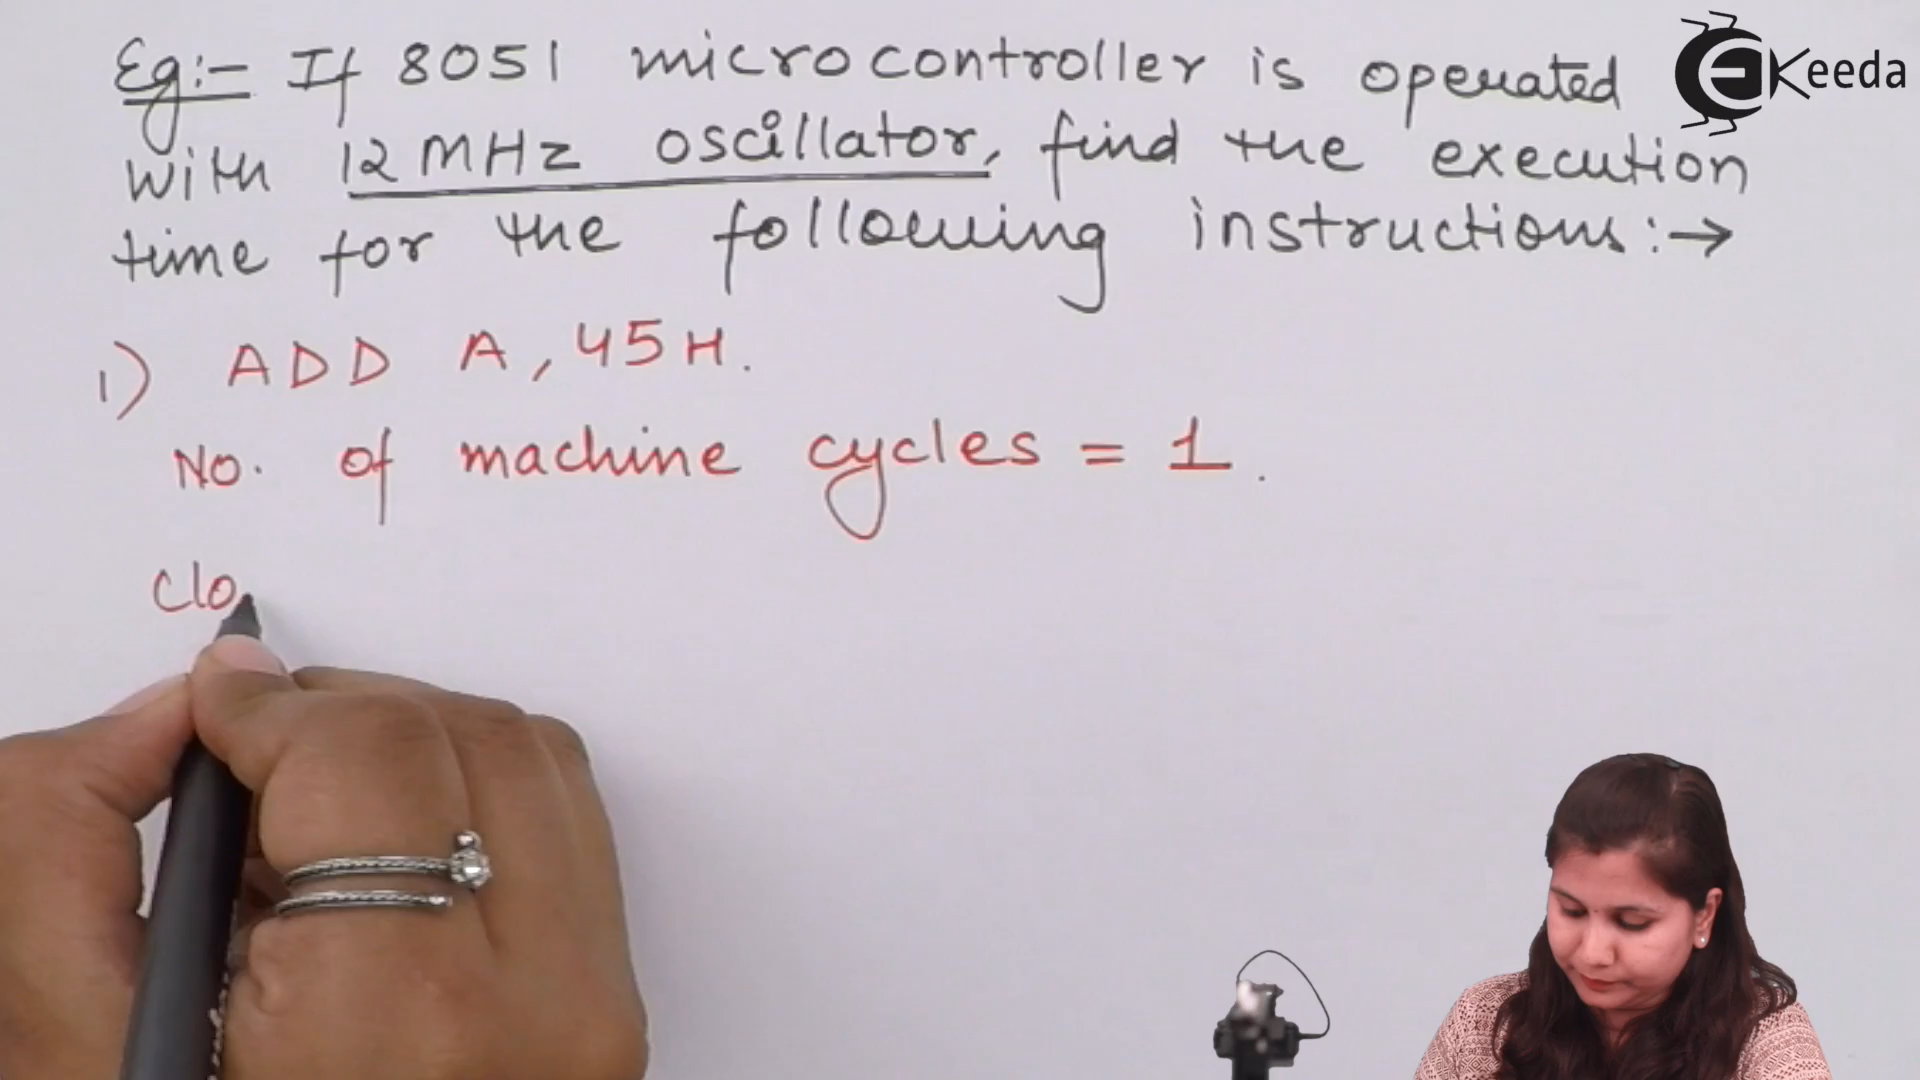 Eg:- If 8051 microcontroller is operated
with 12 MHz oscillator, find the execution
time for the following instructions:→
1) ADD A, 45H.
No. of machine cycles = 1.
Clo
EKeeda